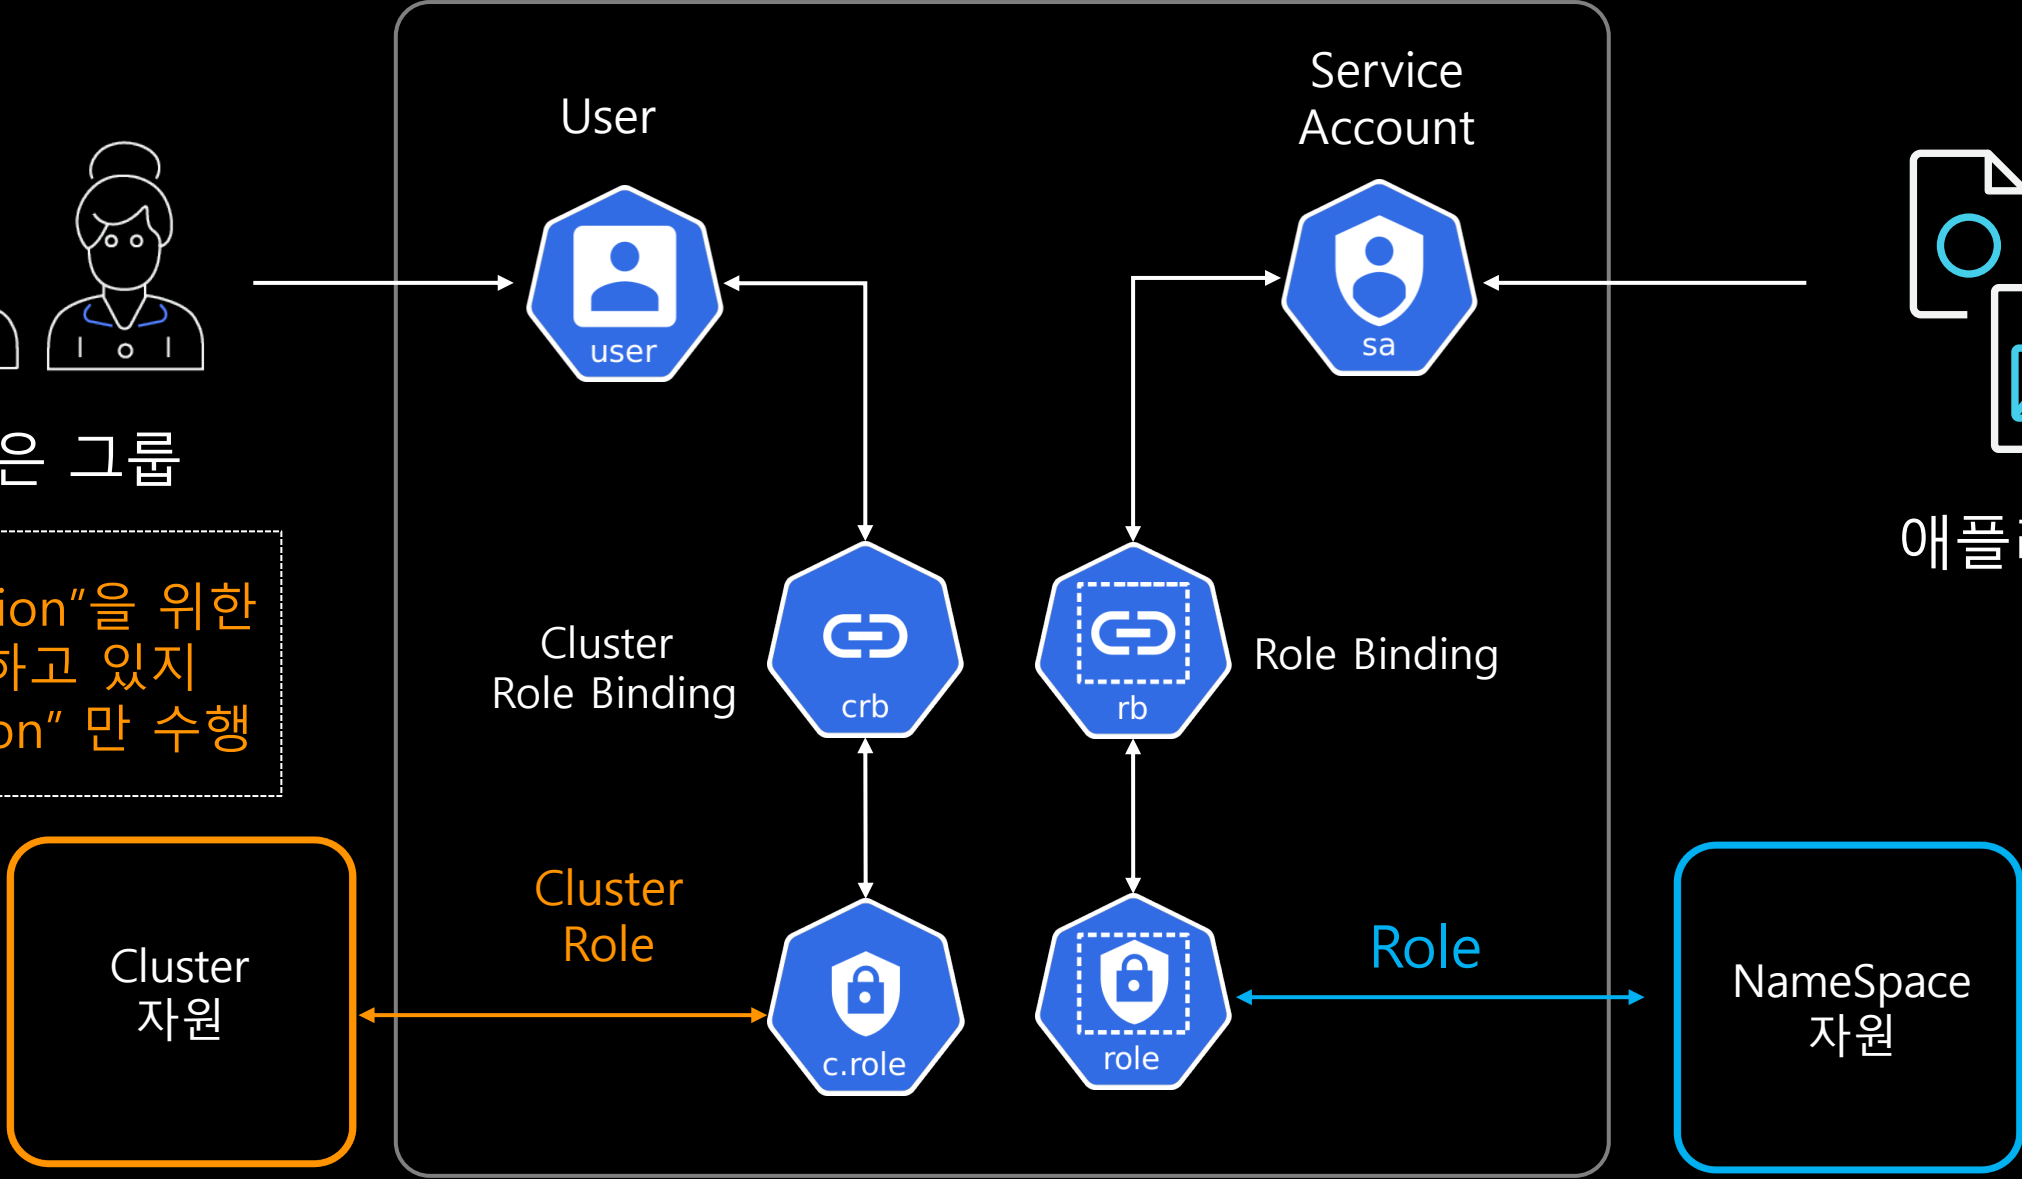 User
Service
Account
user
sa
은 그룹
애플
ion”을 위한
하고 있지
on” 만 수행
Cluster
Role Binding
crb
rb
Role Binding
Cluster
Role
c.role
role
Role
Cluster
자원
NameSpace
자원